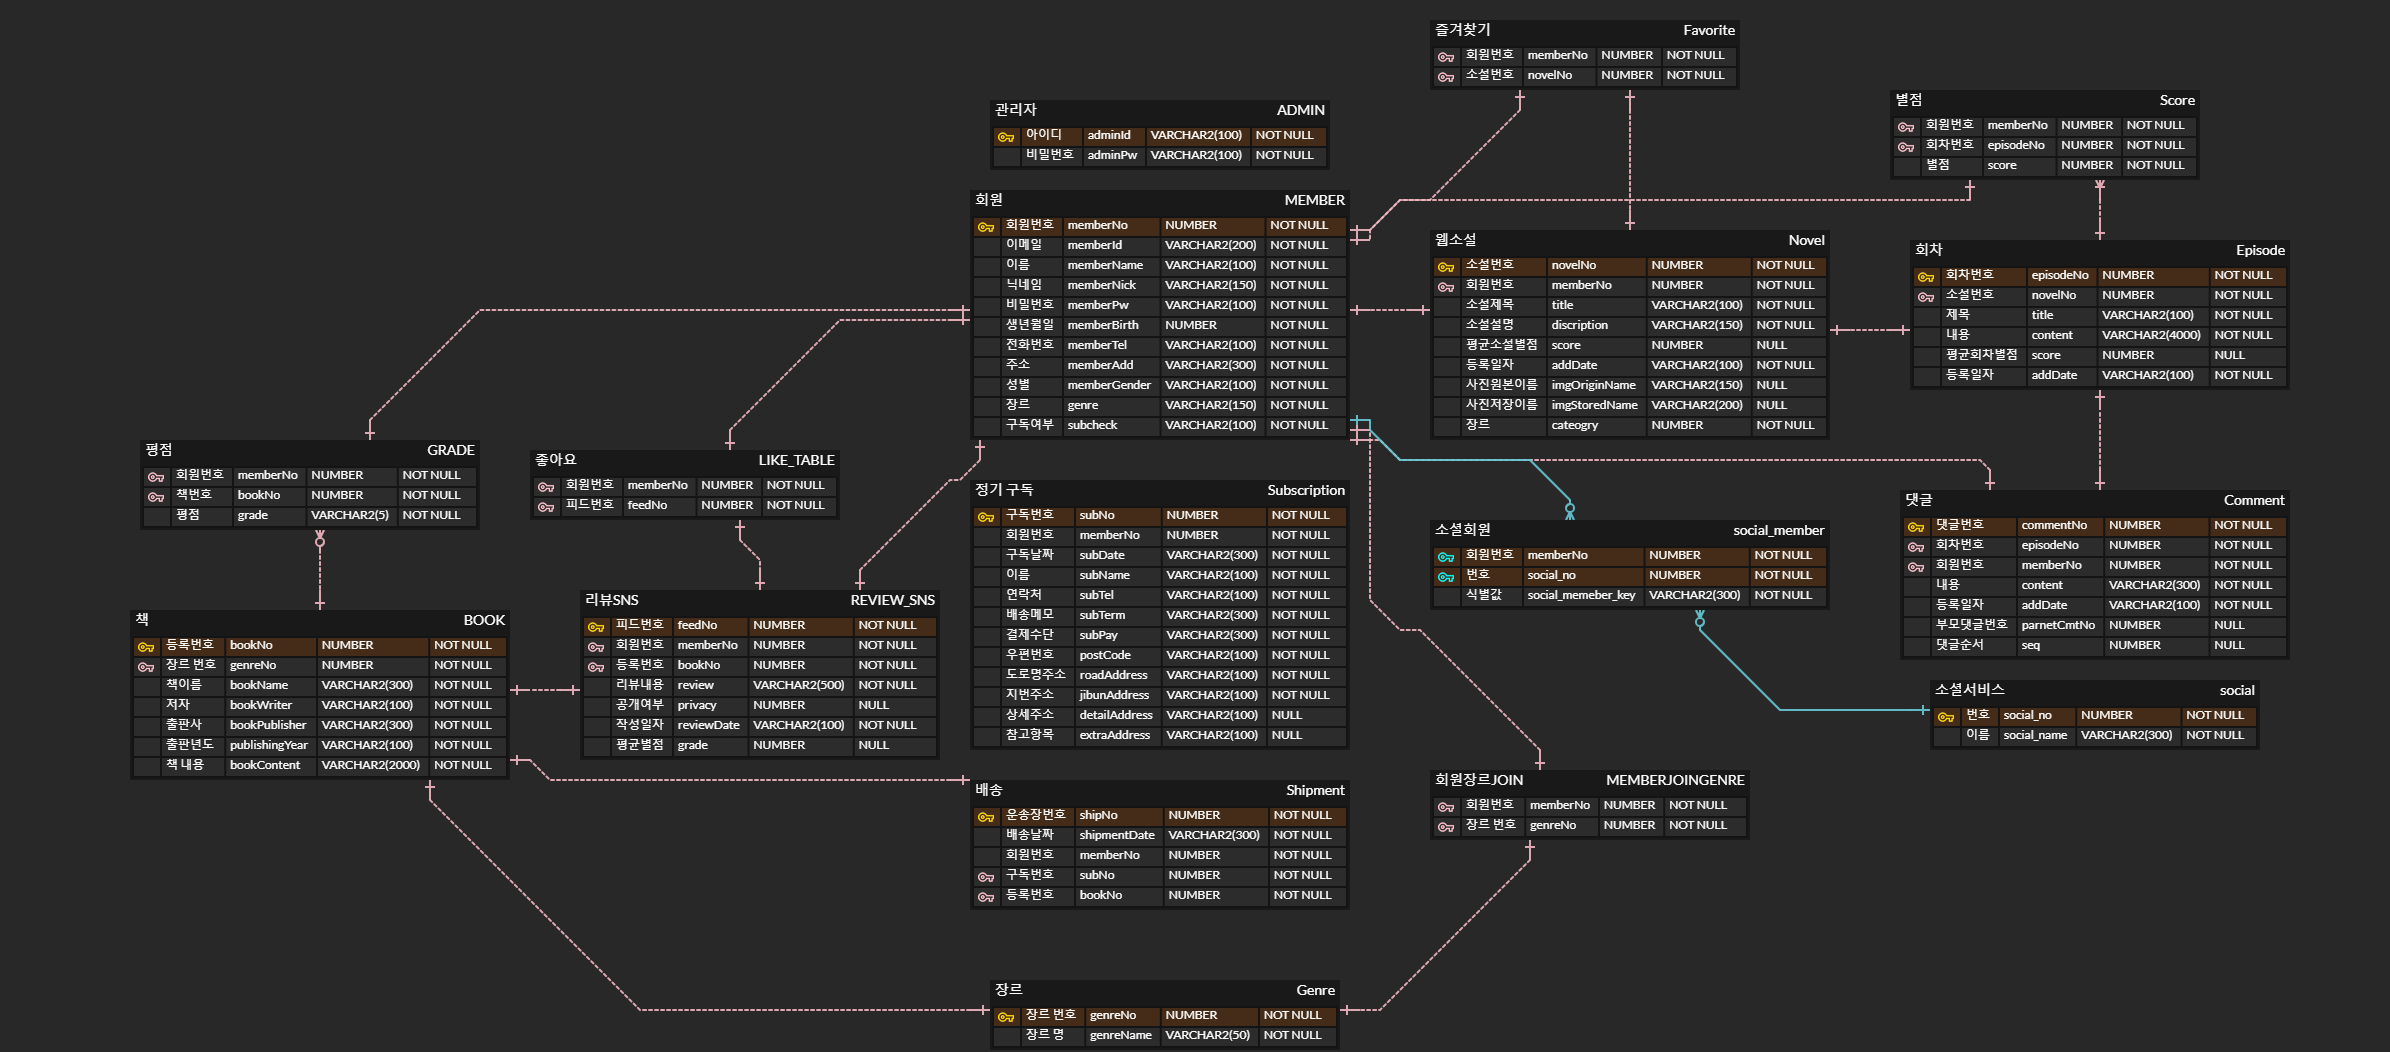 즐겨찾기 Favorite
회원번호 memberNo NUMBER NOT NULL
소설번호 novelNo NUMBER NOT NULL
관리자 ADMIN
아이디 adminId VARCHAR2(100) NOT NULL
비밀번호 adminPw VARCHAR2(100) NOT NULL
별점 Score
회원번호 memberNo NUMBER NOT NULL
회차번호 episodeNo NUMBER NOT NULL
별점 score NUMBER NOT NULL
회원 MEMBER
회원번호 memberNo NUMBER NOT NULL
이메일 memberId VARCHAR2(200) NOT NULL
이름 memberName VARCHAR2(100) NOT NULL
닉네임 memberNick VARCHAR2(150) NOT NULL
비밀번호 memberPw VARCHAR2(100) NOT NULL
생년월일 memberBirth NUMBER NOT NULL
전화번호 memberTel VARCHAR2(100) NOT NULL
주소 memberAdd VARCHAR2(300) NOT NULL
성별 memberGender VARCHAR2(100) NOT NULL
장르 genre VARCHAR2(150) NOT NULL
구독여부 subcheck VARCHAR2(100) NOT NULL
웹소설 Novel
소설번호 novelNo NUMBER NOT NULL
회원번호 memberNo NUMBER NOT NULL
소설제목 title VARCHAR2(100) NOT NULL
소설설명 discription VARCHAR2(150) NOT NULL
평균소설별점 score NUMBER NULL
등록일자 addDate VARCHAR2(100) NOT NULL
사진원본이름 imgOriginName VARCHAR2(150) NULL
사진저장이름 imgStoredName VARCHAR2(200) NULL
장르 cateogry NUMBER NOT NULL
회차 Episode
회차번호 episodeNo NUMBER NOT NULL
소설번호 novelNo NUMBER NOT NULL
제목 title VARCHAR2(100) NOT NULL
내용 content VARCHAR2(4000) NOT NULL
평균회차별점 score NUMBER NULL
등록일자 addDate VARCHAR2(100) NOT NULL
평점 GRADE
회원번호 memberNo NUMBER NOT NULL
책번호 bookNo NUMBER NOT NULL
평점 grade VARCHAR2(5) NOT NULL
좋아요 LIKE_TABLE
회원번호 memberNo NUMBER NOT NULL
피드번호 feedNo NUMBER NOT NULL
정기 구독 Subscription
구독번호 subNo NUMBER NOT NULL
회원번호 memberNo NUMBER NOT NULL
구독날짜 subDate VARCHAR2(300) NOT NULL
이름 subName VARCHAR2(100) NOT NULL
연락처 subTel VARCHAR2(100) NOT NULL
배송메모 subTerm VARCHAR2(300) NOT NULL
결제수단 subPay VARCHAR2(300) NOT NULL
우편번호 postCode VARCHAR2(100) NOT NULL
도로명주소 roadAddress VARCHAR2(100) NOT NULL
지번주소 jibunAddress VARCHAR2(100) NOT NULL
상세주소 detailAddress VARCHAR2(100) NULL
참고항목 extraAddress VARCHAR2(100) NULL
소셜회원 social_member
회원번호 memberNo NUMBER NOT NULL
번호 social_no NUMBER NOT NULL
식별값 social_memeber_key VARCHAR2(300) NOT NULL
댓글 Comment
댓글번호 commentNo NUMBER NOT NULL
회차번호 episodeNo NUMBER NOT NULL
회원번호 memberNo NUMBER NOT NULL
내용 content VARCHAR2(300) NOT NULL
등록일자 addDate VARCHAR2(100) NOT NULL
부모댓글번호 parnetCmtNo NUMBER NULL
댓글순서 seq NUMBER NULL
책 BOOK
등록번호 bookNo NUMBER NOT NULL
장르 번호 genreNo NUMBER NOT NULL
책이름 bookName VARCHAR2(300) NOT NULL
저자 bookWriter VARCHAR2(100) NOT NULL
출판사 bookPublisher VARCHAR2(300) NOT NULL
출판년도 publishingYear VARCHAR2(100) NOT NULL
책 내용 bookContent VARCHAR2(2000) NOT NULL
리뷰SNS REVIEW_SNS
피드번호 feedNo NUMBER NOT NULL
회원번호 memberNo NUMBER NOT NULL
등록번호 bookNo NUMBER NOT NULL
리뷰내용 review VARCHAR2(500) NOT NULL
공개여부 privacy NUMBER NULL
작성일자 reviewDate VARCHAR2(100) NOT NULL
평균별점 grade NUMBER NULL
소셜서비스 social
번호 social_no NUMBER NOT NULL
이름 social_name VARCHAR2(300) NOT NULL
배송 Shipment
운송장번호 shipNo NUMBER NOT NULL
배송날짜 shipmentDate VARCHAR2(300) NOT NULL
회원번호 memberNo NUMBER NOT NULL
구독번호 subNo NUMBER NOT NULL
등록번호 bookNo NUMBER NOT NULL
회원장르JOIN MEMBERJOINGENRE
회원번호 memberNo NUMBER NOT NULL
장르 번호 genreNo NUMBER NOT NULL
장르 Genre
장르 번호 genreNo NUMBER NOT NULL
장르 명 genreName VARCHAR2(50) NOT NULL